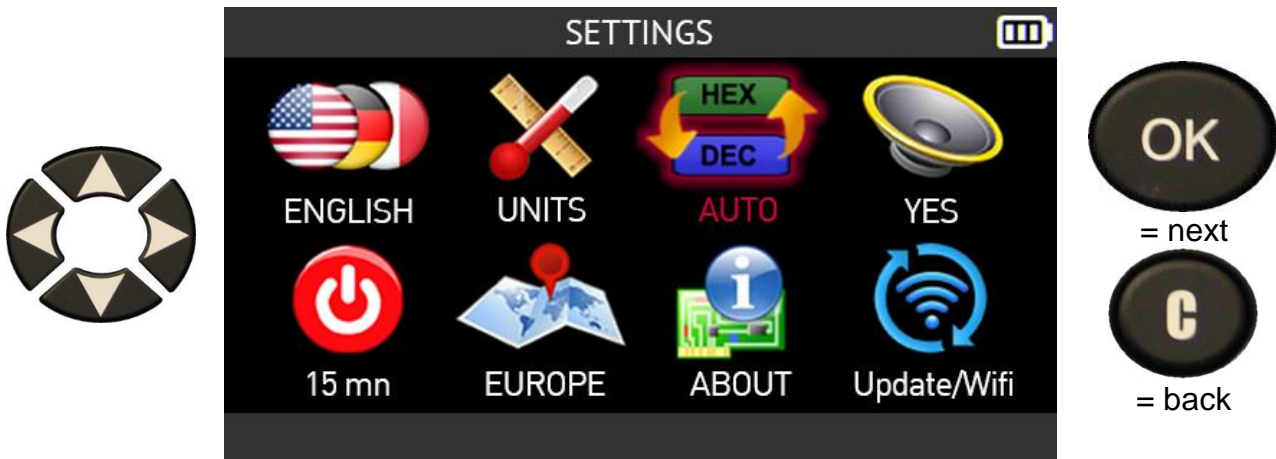 SETTINGS
HEX
DEC
ENGLISH
UNITS
AUTO
YES
15 mn
EUROPE
ABOUT
Update/Wifi
OK
= next
C
= back